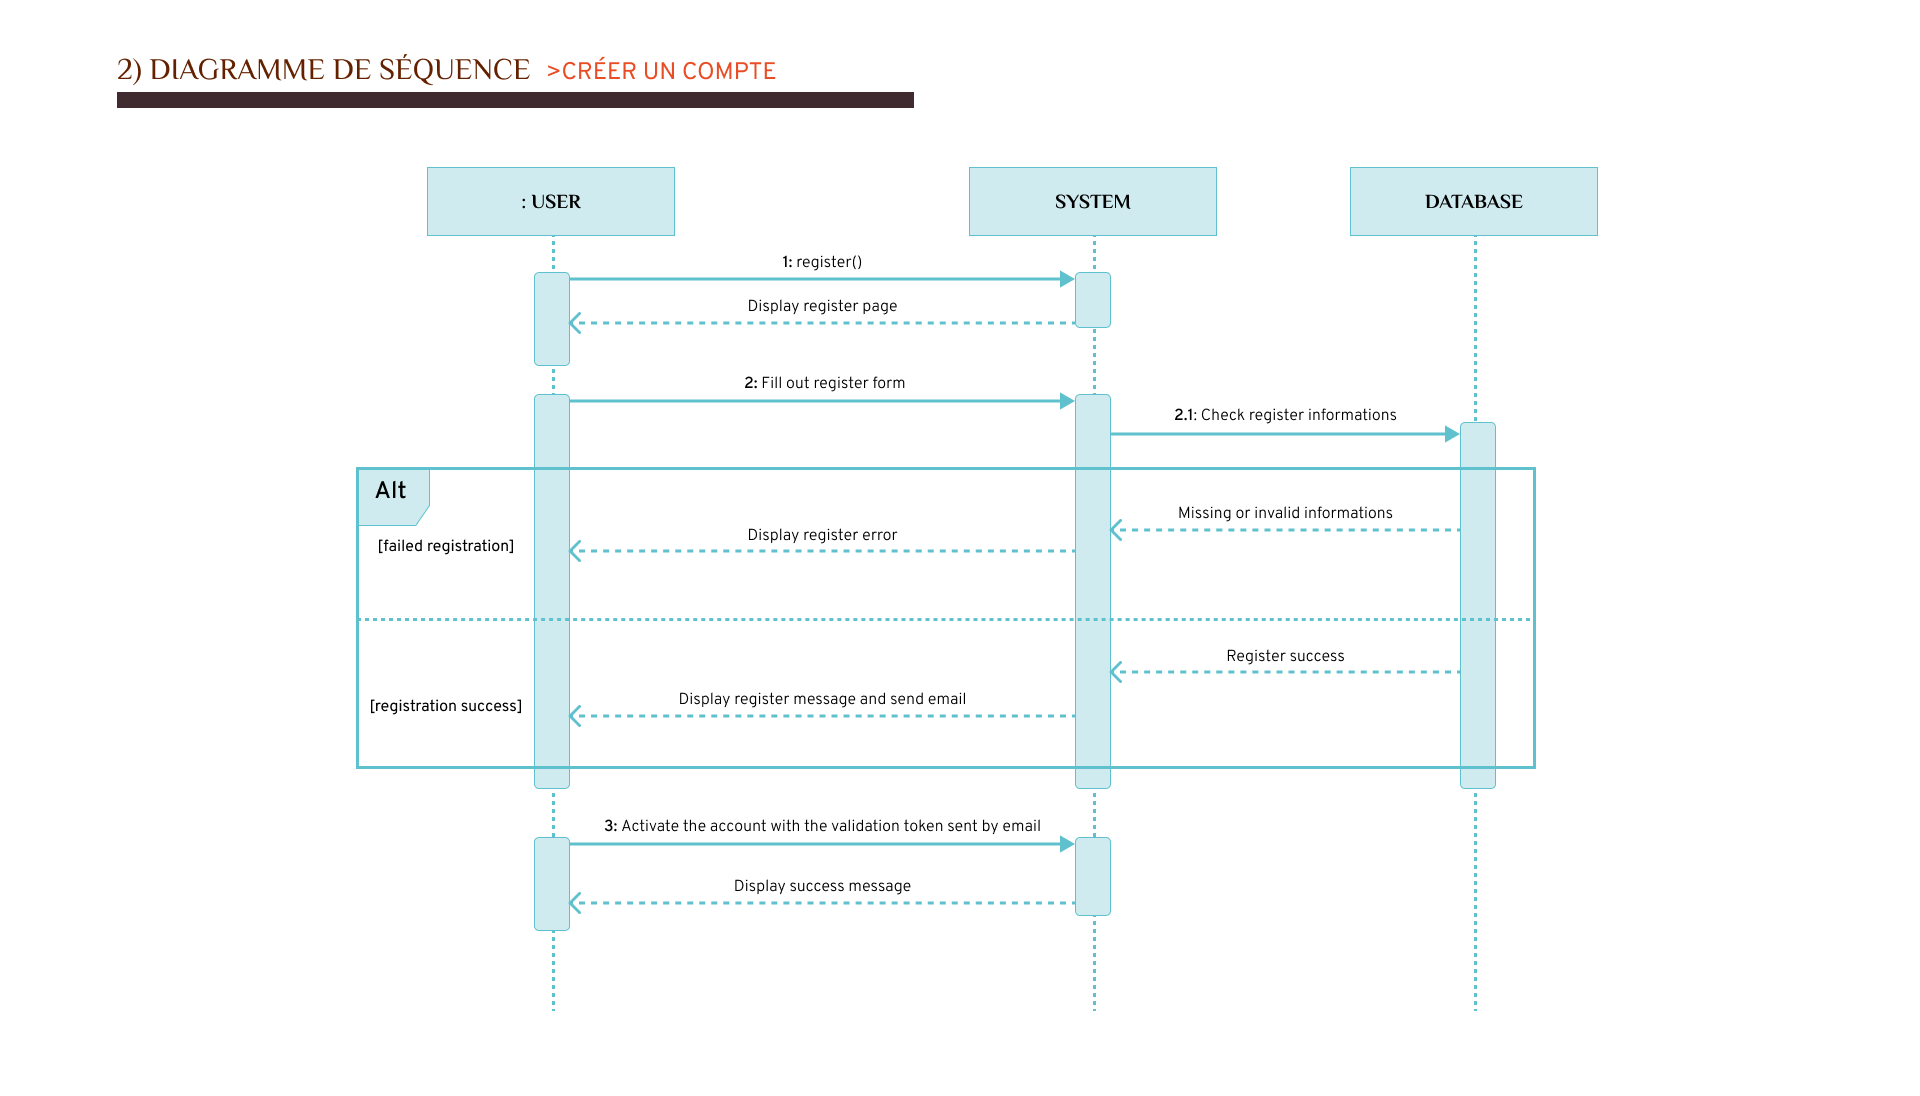 2) DIAGRAMME DE SÉQUENCE >CRÉER UN COMPTE
: USER
SYSTEM
DATABASE
1: register()
Display register page
2: Fill out register form
2.1: Check register informations
Alt
Missing or invalid informations
Display register error
[failed registration]
Register success
Display register message and send email
[registration success]
3: Activate the account with the validation token sent by email
Display success message